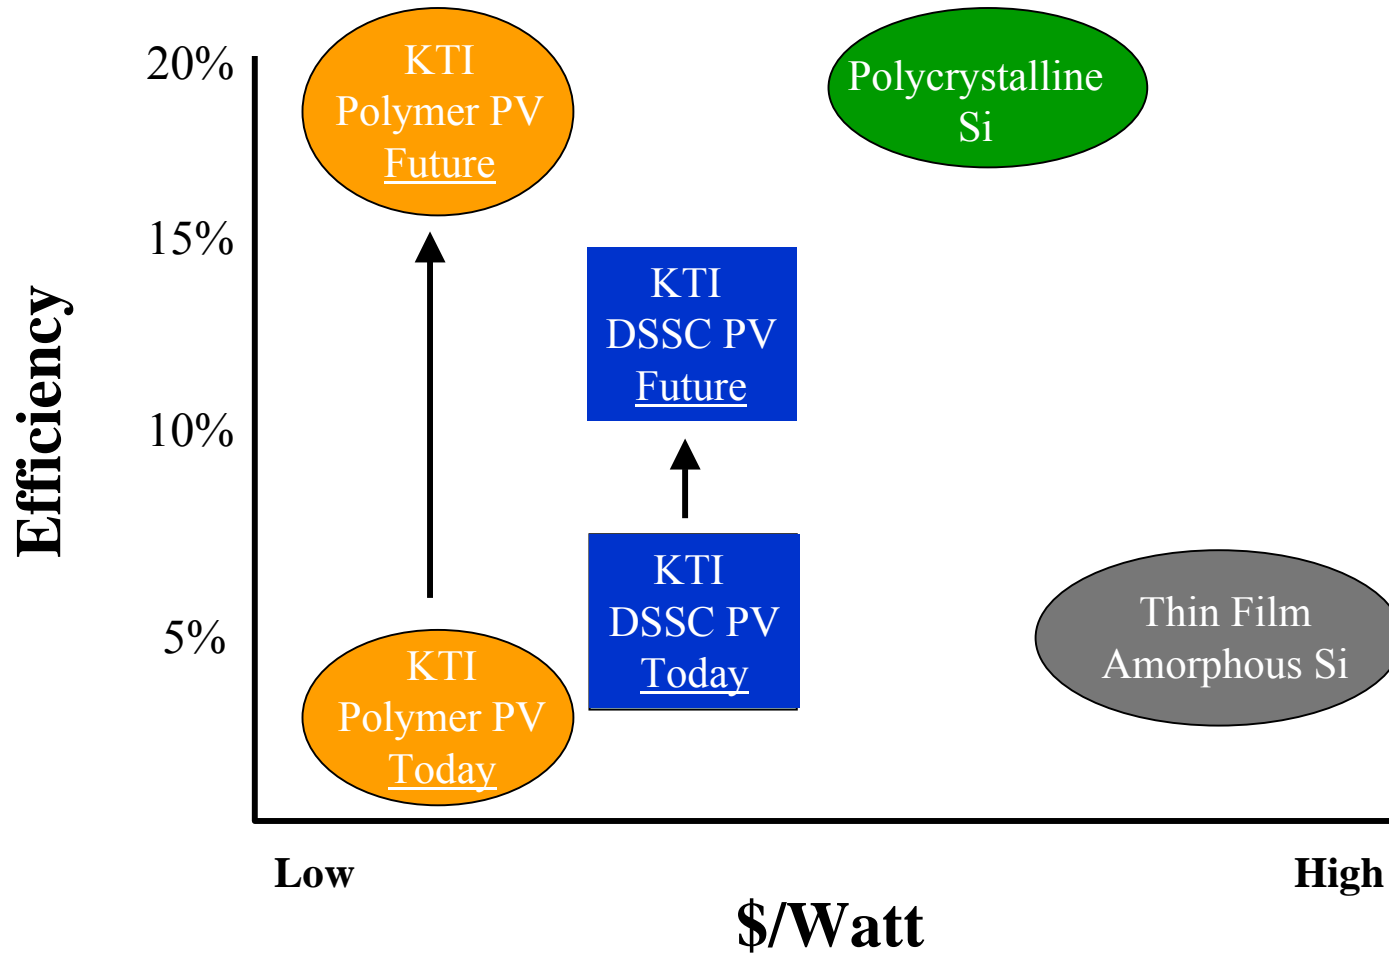 Efficiency
20%
15%
10%
5%
KTI
Polymer PV
Future
Polycrystalline
Si
KTI
DSSC PV
Future
KTI
DSSC PV
Today
KTI
Polymer PV
Today
Thin Film
Amorphous Si
Low
High
$/Watt